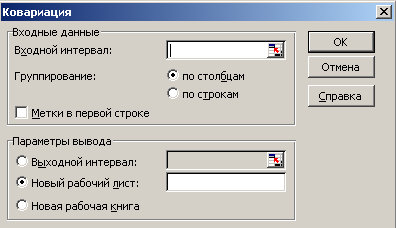 Ковариация
Входные данные
Входной интервал:
Группирование:
по столбцам
по строкам
Метки в первой строке
Параметры вывода
Выходной интервал:
Новый рабочий лист:
Новая рабочая книга
OK
Отмена
Справка